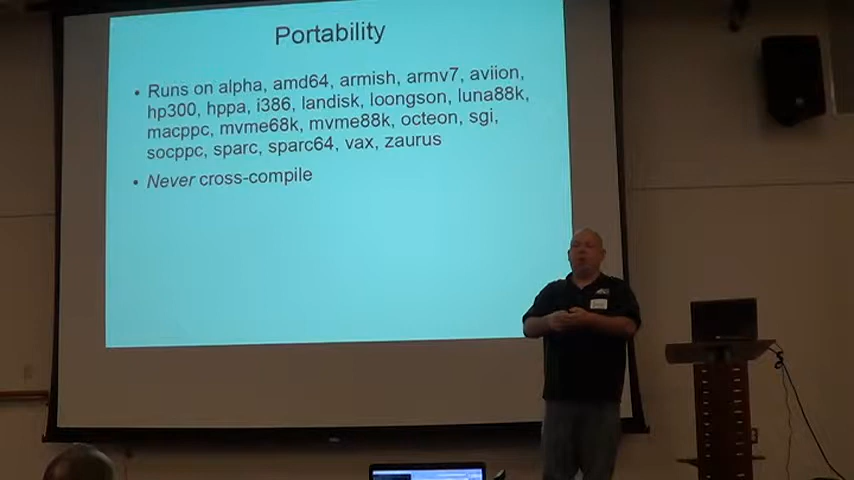 Portability
• Runs on alpha, amd64, armish, armv7, aviion,
hp300, hppa, i386, landisk, loongson, luna88k,
macppc, mvme68k, mvme88k, octeon, sgi,
socppc, sparc, sparc64, vax, zaurus
• Never cross-compile